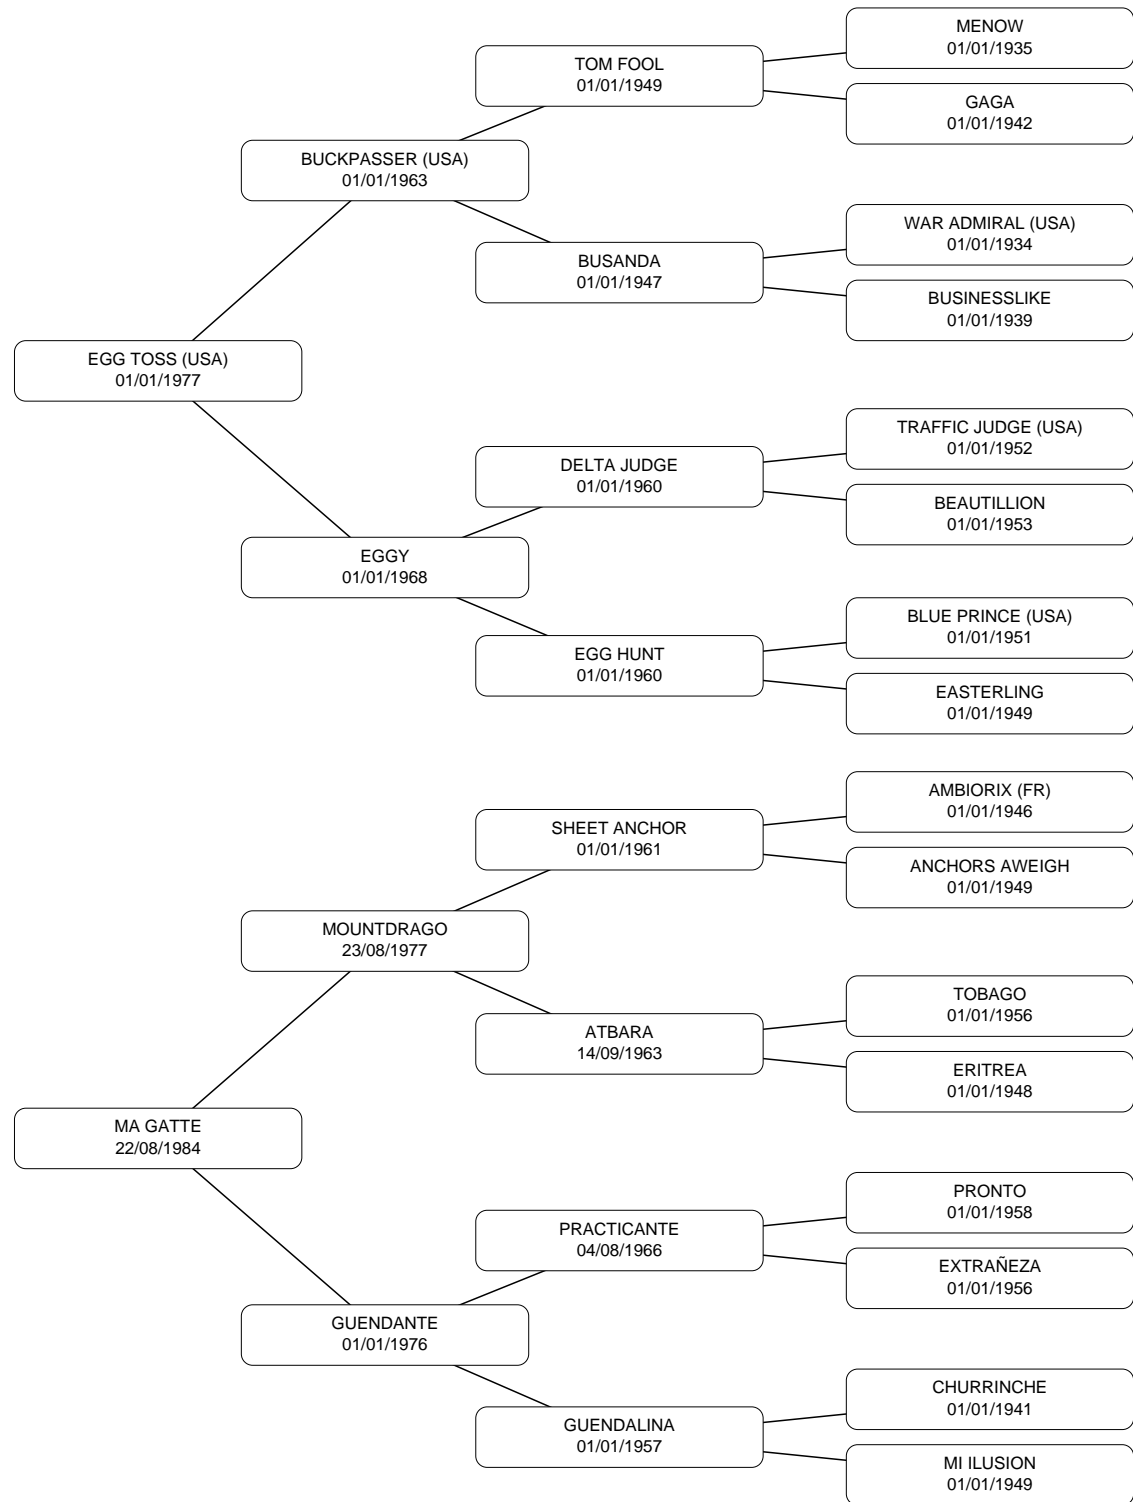 MENOW
01/01/1935
TOM FOOL
01/01/1949
GAGA
01/01/1942
BUCKPASSER (USA)
01/01/1963
WAR ADMIRAL (USA)
01/01/1934
BUSANDA
01/01/1947
BUSINESSLIKE
01/01/1939
EGG TOSS (USA)
01/01/1977
TRAFFIC JUDGE (USA)
01/01/1952
DELTA JUDGE
01/01/1960
BEAUTILLION
01/01/1953
EGGY
01/01/1968
BLUE PRINCE (USA)
01/01/1951
EGG HUNT
01/01/1960
EASTERLING
01/01/1949
AMBIORIX (FR)
01/01/1946
SHEET ANCHOR
01/01/1961
ANCHORS AWEIGH
01/01/1949
MOUNTDRAGO
23/08/1977
TOBAGO
01/01/1956
ATBARA
14/09/1963
ERITREA
01/01/1948
MA GATTE
22/08/1984
PRONTO
01/01/1958
PRACTICANTE
04/08/1966
EXTRAÑEZA
01/01/1956
GUENDANTE
01/01/1976
CHURRINCHE
01/01/1941
GUENDALINA
01/01/1957
MI ILUSION
01/01/1949